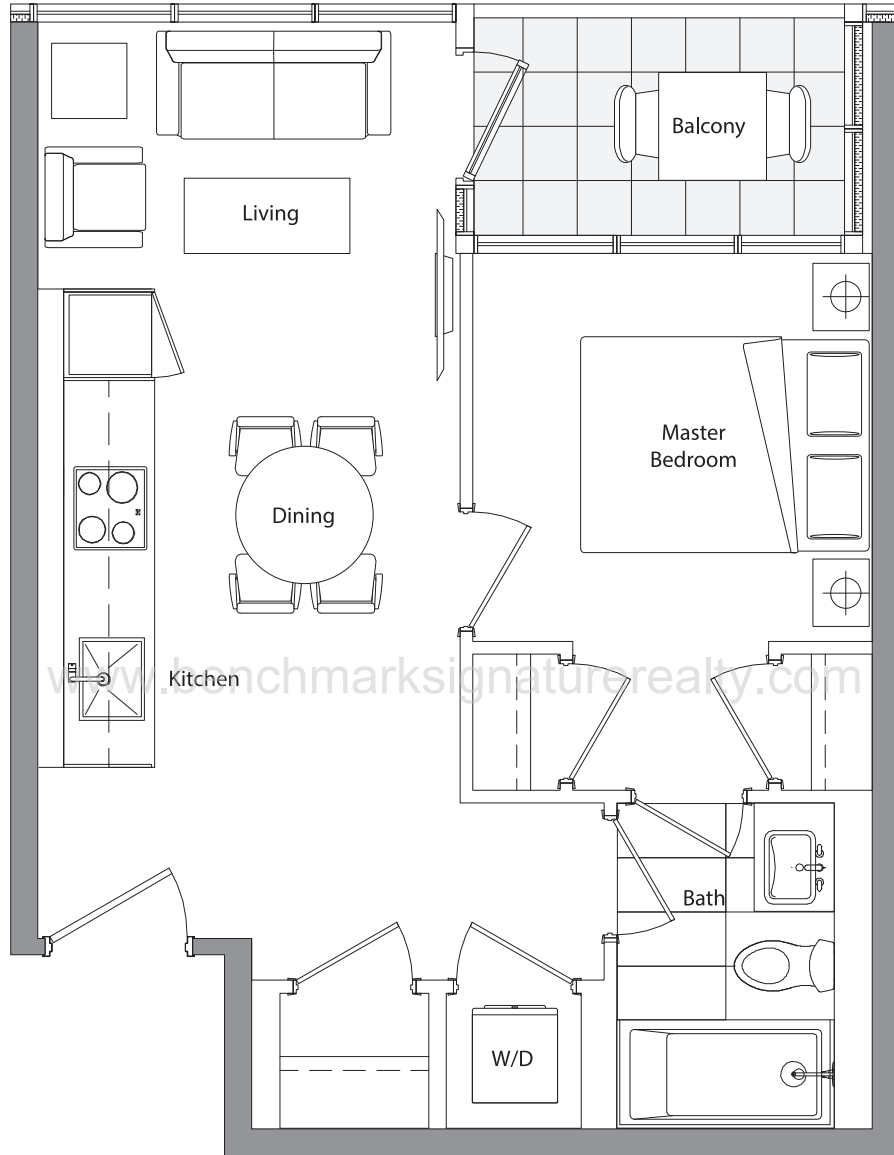 Balcony
Living
Master
Bedroom
Dining
www.benchmarksignaturerealty.com
Kitchen
Bath
W/D